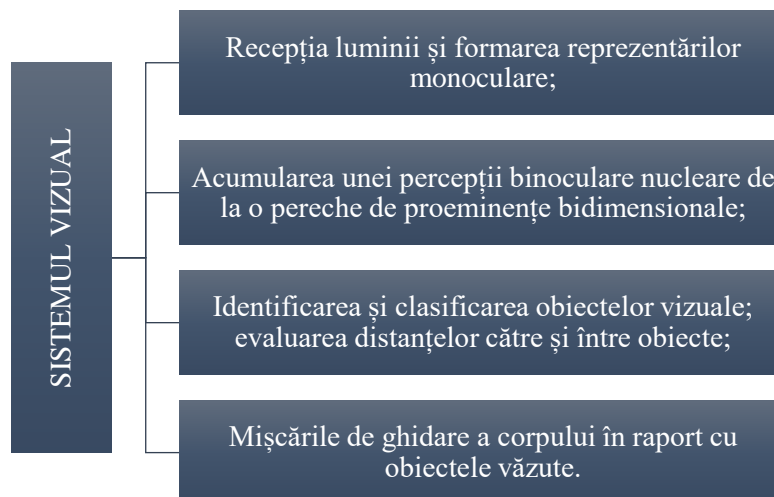 SISTEMUL VIZUAL
Recepția luminii și formarea reprezentărilor
monoculare;
Acumularea unei percepții binoculare nucleare de
la o pereche de proeminențe bidimensionale;
Identificarea și clasificarea obiectelor vizuale;
evaluarea distanțelor către și între obiecte;
Mișcările de ghidare a corpului în raport cu
obiectele văzute.